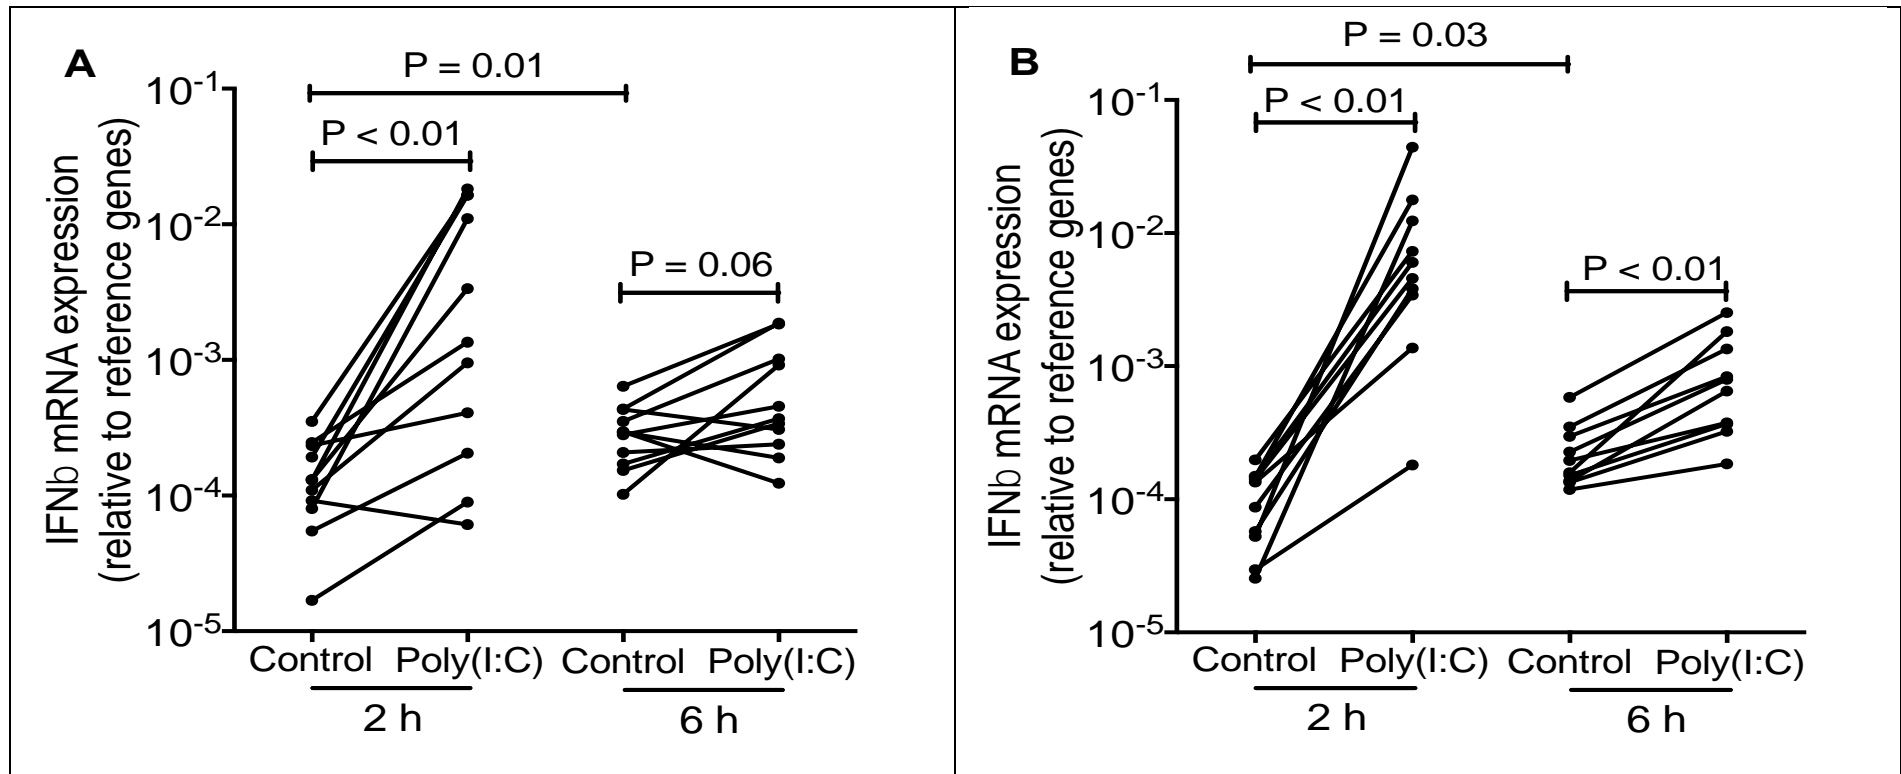 A
P = 0.01
P < 0.01
P = 0.06
IFNb mRNA expression
(relative to reference genes)
10-1
10-2
10-3
10-4
10-5
Control Poly(I:C) Control Poly(I:C)
2 h 6 h
B
P = 0.03
P < 0.01
P < 0.01
IFNb mRNA expression
(relative to reference genes)
10-1
10-2
10-3
10-4
10-5
Control Poly(I:C) Control Poly(I:C)
2 h 6 h